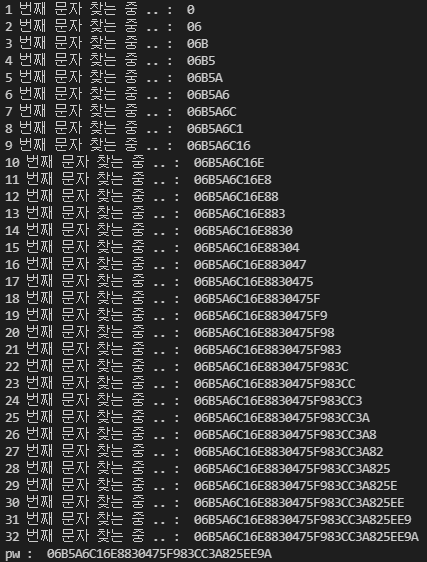 1 번째 문자 찾는 중 .. :  0
2 번째 문자 찾는 중 .. :  06
3 번째 문자 찾는 중 .. :  06B
4 번째 문자 찾는 중 .. :  06B5
5 번째 문자 찾는 중 .. :  06B5A
6 번째 문자 찾는 중 .. :  06B5A6
7 번째 문자 찾는 중 .. :  06B5A6C
8 번째 문자 찾는 중 .. :  06B5A6C1
9 번째 문자 찾는 중 .. :  06B5A6C16
10 번째 문자 찾는 중 .. :  06B5A6C16E
11 번째 문자 찾는 중 .. :  06B5A6C16E8
12 번째 문자 찾는 중 .. :  06B5A6C16E88
13 번째 문자 찾는 중 .. :  06B5A6C16E883
14 번째 문자 찾는 중 .. :  06B5A6C16E8830
15 번째 문자 찾는 중 .. :  06B5A6C16E88304
16 번째 문자 찾는 중 .. :  06B5A6C16E883047
17 번째 문자 찾는 중 .. :  06B5A6C16E8830475
18 번째 문자 찾는 중 .. :  06B5A6C16E8830475F
19 번째 문자 찾는 중 .. :  06B5A6C16E8830475F9
20 번째 문자 찾는 중 .. :  06B5A6C16E8830475F98
21 번째 문자 찾는 중 .. :  06B5A6C16E8830475F983
22 번째 문자 찾는 중 .. :  06B5A6C16E8830475F983C
23 번째 문자 찾는 중 .. :  06B5A6C16E8830475F983CC
24 번째 문자 찾는 중 .. :  06B5A6C16E8830475F983CC3
25 번째 문자 찾는 중 .. :  06B5A6C16E8830475F983CC3A
26 번째 문자 찾는 중 .. :  06B5A6C16E8830475F983CC3A8
27 번째 문자 찾는 중 .. :  06B5A6C16E8830475F983CC3A82
28 번째 문자 찾는 중 .. :  06B5A6C16E8830475F983CC3A825
29 번째 문자 찾는 중 .. :  06B5A6C16E8830475F983CC3A825E
30 번째 문자 찾는 중 .. :  06B5A6C16E8830475F983CC3A825EE
31 번째 문자 찾는 중 .. :  06B5A6C16E8830475F983CC3A825EE9
32 번째 문자 찾는 중 .. :  06B5A6C16E8830475F983CC3A825EE9A
pw :  06B5A6C16E8830475F983CC3A825EE9A